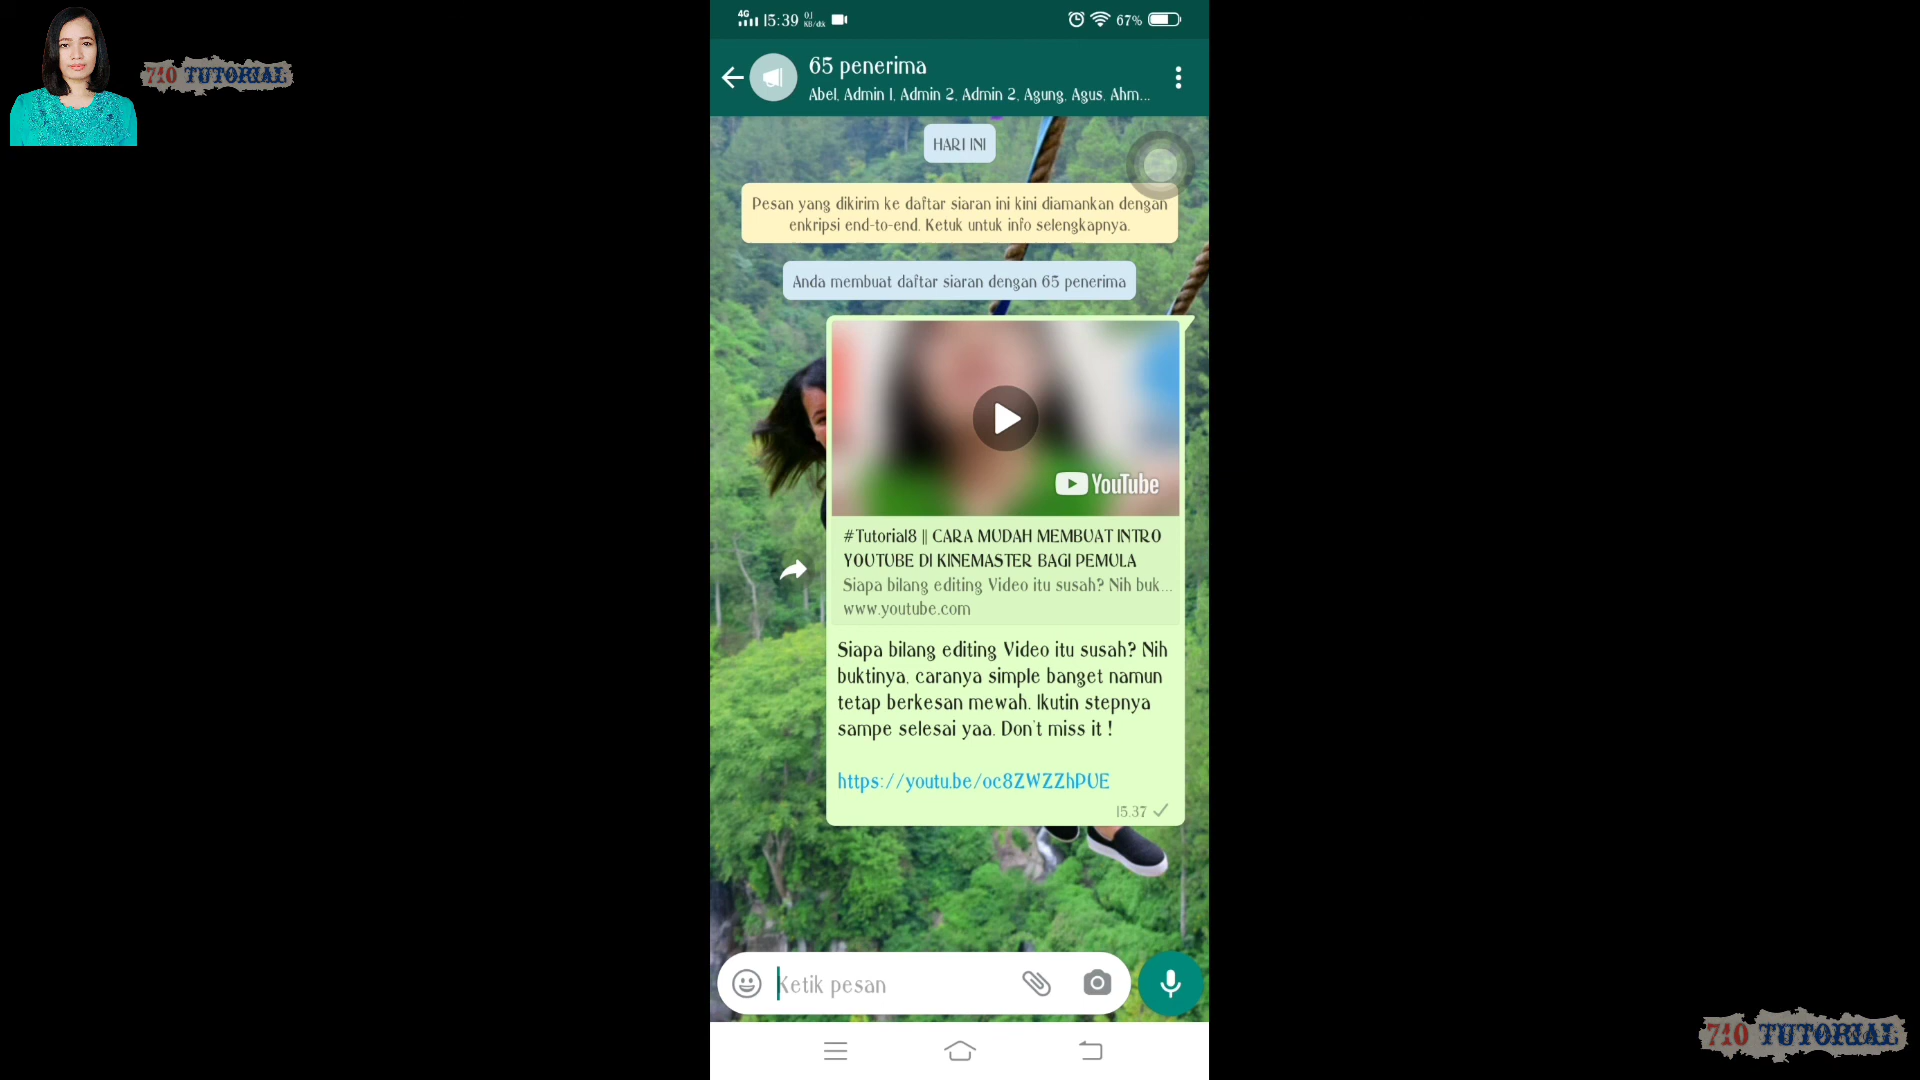 710 TUTORIAL
4G 15:39 0.1 KB/dtk 67%
65 penerima
Abel, Admin 1, Admin 2, Admin 2, Agung, Agus, Ahm...
HARI INI
Pesan yang dikirim ke daftar siaran ini kini diamankan dengan
enkripsi end-to-end. Ketuk untuk info selengkapnya.
Anda membuat daftar siaran dengan 65 penerima
YouTube
#Tutorial8 || CARA MUDAH MEMBUAT INTRO
YOUTUBE DI KINEMASTER BAGI PEMULA
Siapa bilang editing Video itu susah? Nih buk...
www.youtube.com
Siapa bilang editing Video itu susah? Nih
buktinya, caranya simple banget namun
tetap berkesan mewah. Ikutin stepnya
sampe selesai yaa. Don't miss it !
https://youtu.be/oc8ZWZZhPUE
15.37
Ketik pesan
710 TUTORIAL